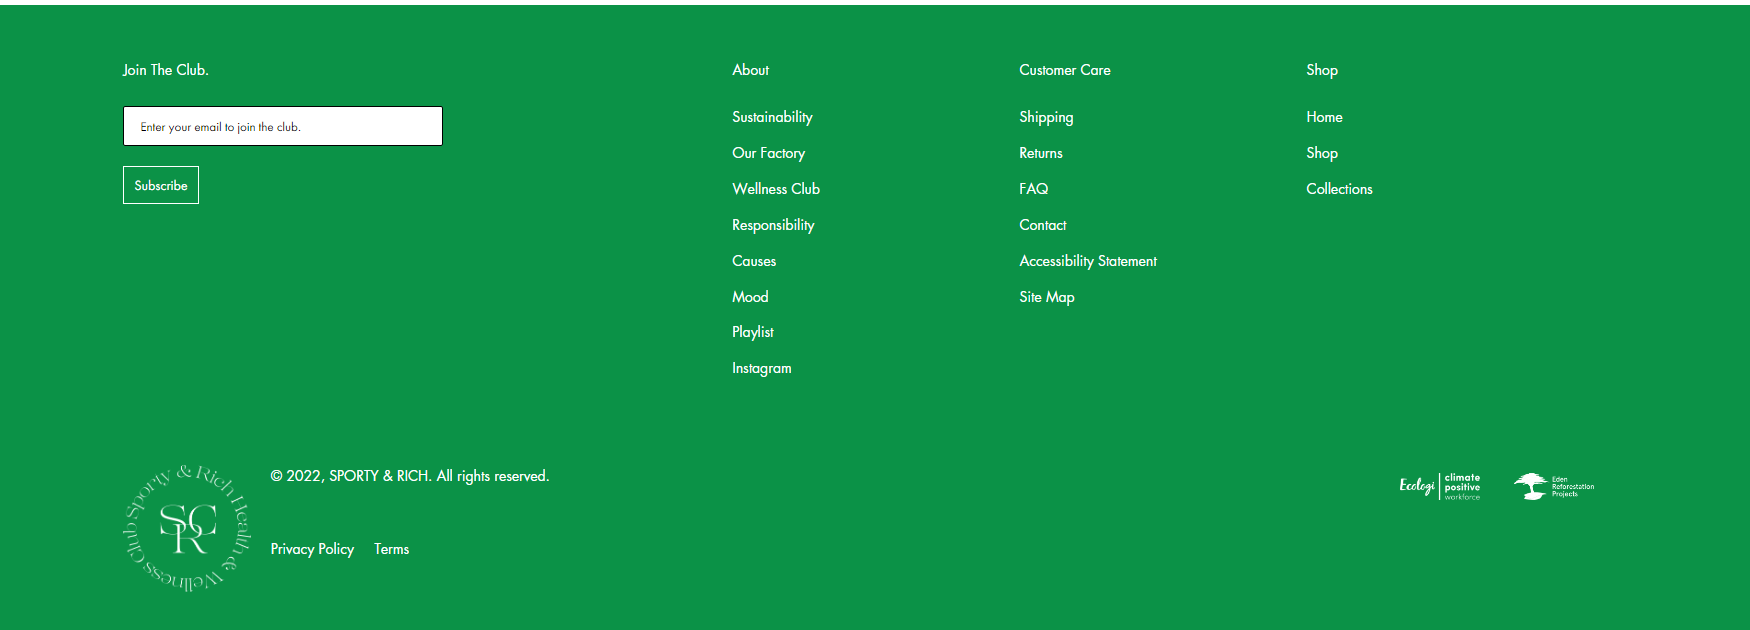 Join The Club.
Enter your email to join the club.
Subscribe
About
Sustainability
Our Factory
Wellness Club
Responsibility
Causes
Mood
Playlist
Instagram
Customer Care
Shipping
Returns
FAQ
Contact
Accessibility Statement
Site Map
Shop
Home
Shop
Collections
Sporty & Rich Health & Wellness Club
SRC
© 2022, SPORTY & RICH. All rights reserved.
Privacy Policy Terms
Ecologi
climate
positive
workforce
Eden
Reforestation
Projects